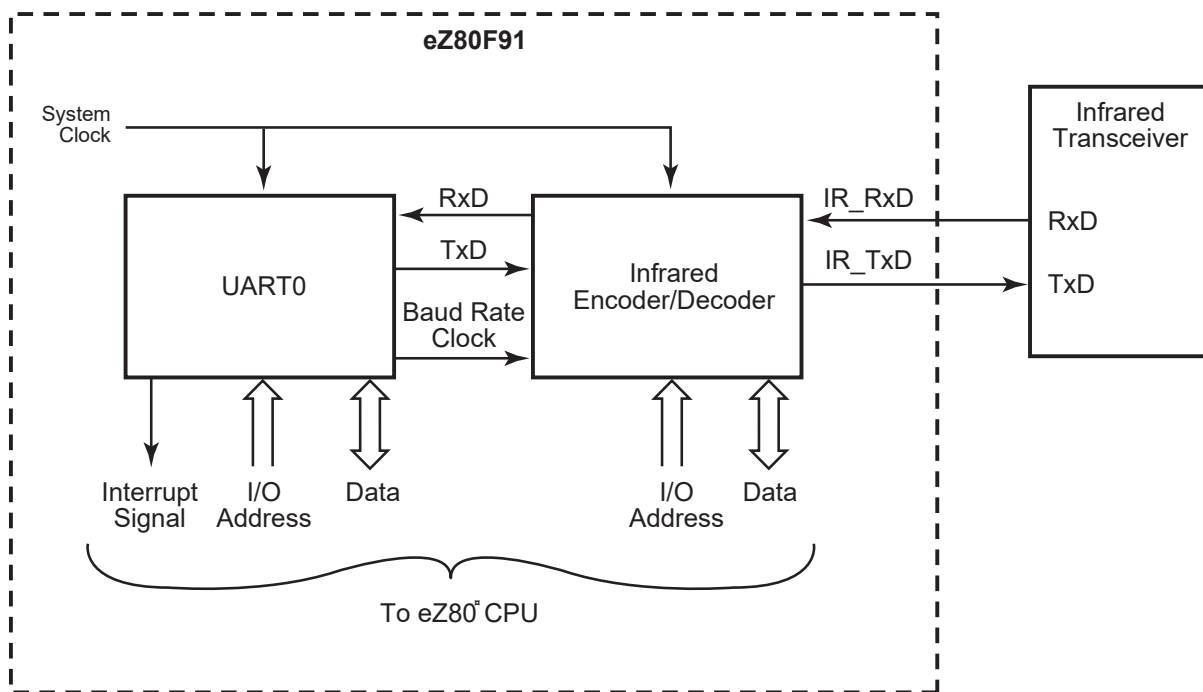 eZ80F91
System
Clock
Infrared
Transceiver
RxD
TxD
Baud Rate
Clock
UART0
Infrared
Encoder/Decoder
IR_RxD
IR_TxD
RxD
TxD
Interrupt
Signal
I/O
Address
Data
I/O
Address
Data
To eZ80 CPU